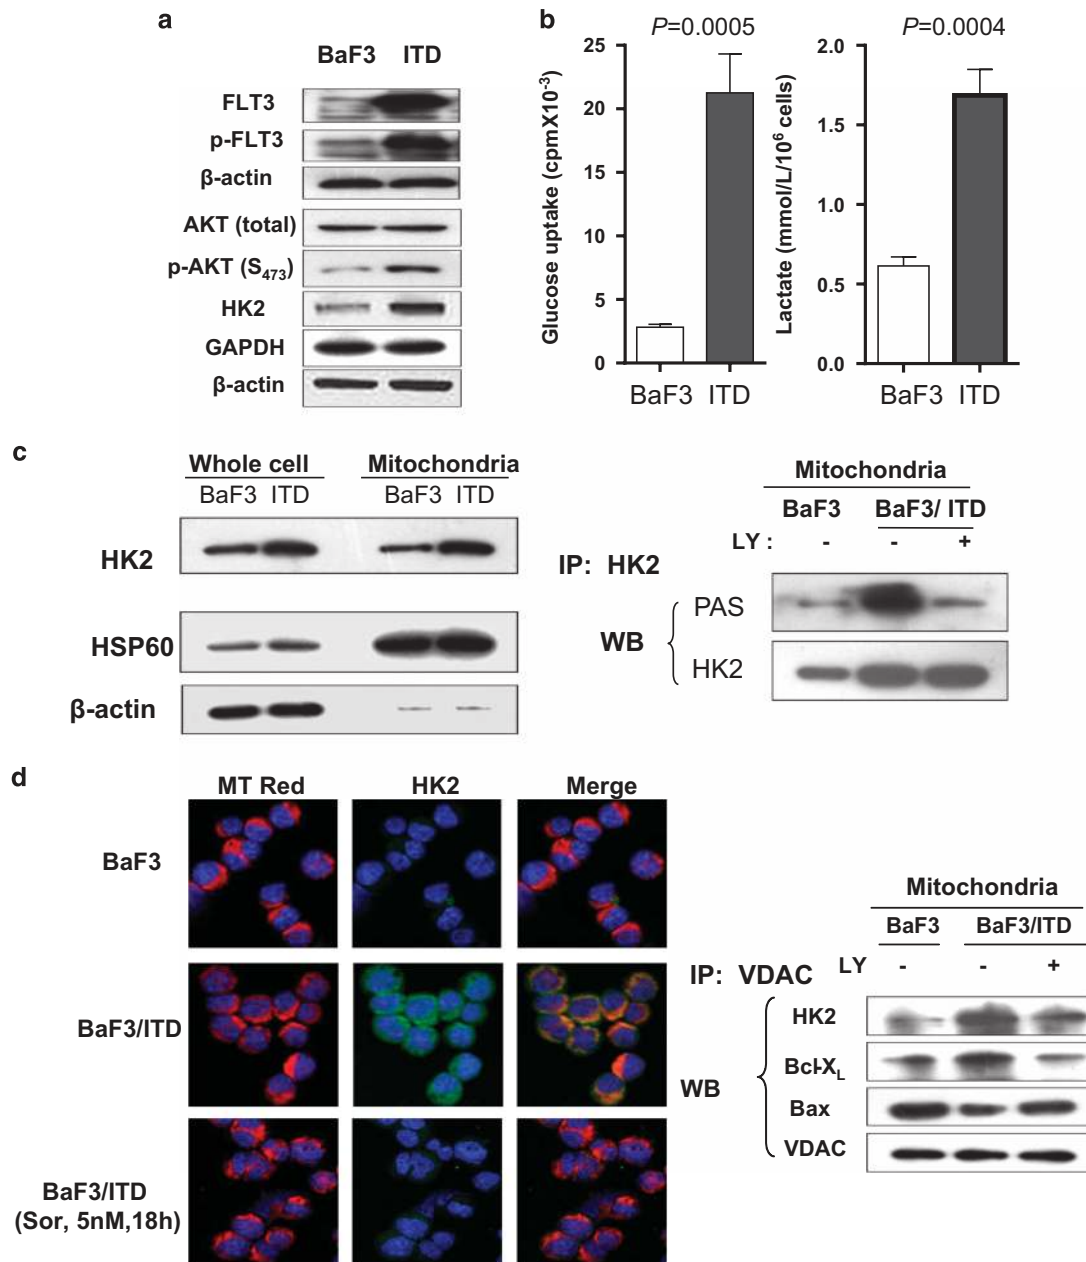 a
BaF3 ITD
FLT3
p-FLT3
β-actin
AKT (total)
p-AKT (S473)
HK2
GAPDH
β-actin
b
P=0.0005
Glucose uptake (cpmX10-3)
25
20
15
10
5
0
BaF3 ITD
P=0.0004
Lactate (mmol/L/10⁶ cells)
2.0
1.5
1.0
0.5
0.0
BaF3 ITD
c
Whole cell Mitochondria
BaF3 ITD BaF3 ITD
HK2
HSP60
β-actin
Mitochondria
BaF3 BaF3/ ITD
LY : - - +
IP: HK2
WB
PAS
HK2
d
MT Red HK2 Merge
BaF3
BaF3/ITD
BaF3/ITD
(Sor, 5nM,18h)
Mitochondria
BaF3 BaF3/ITD
LY - - +
IP: VDAC
WB
HK2
Bcl-XL
Bax
VDAC